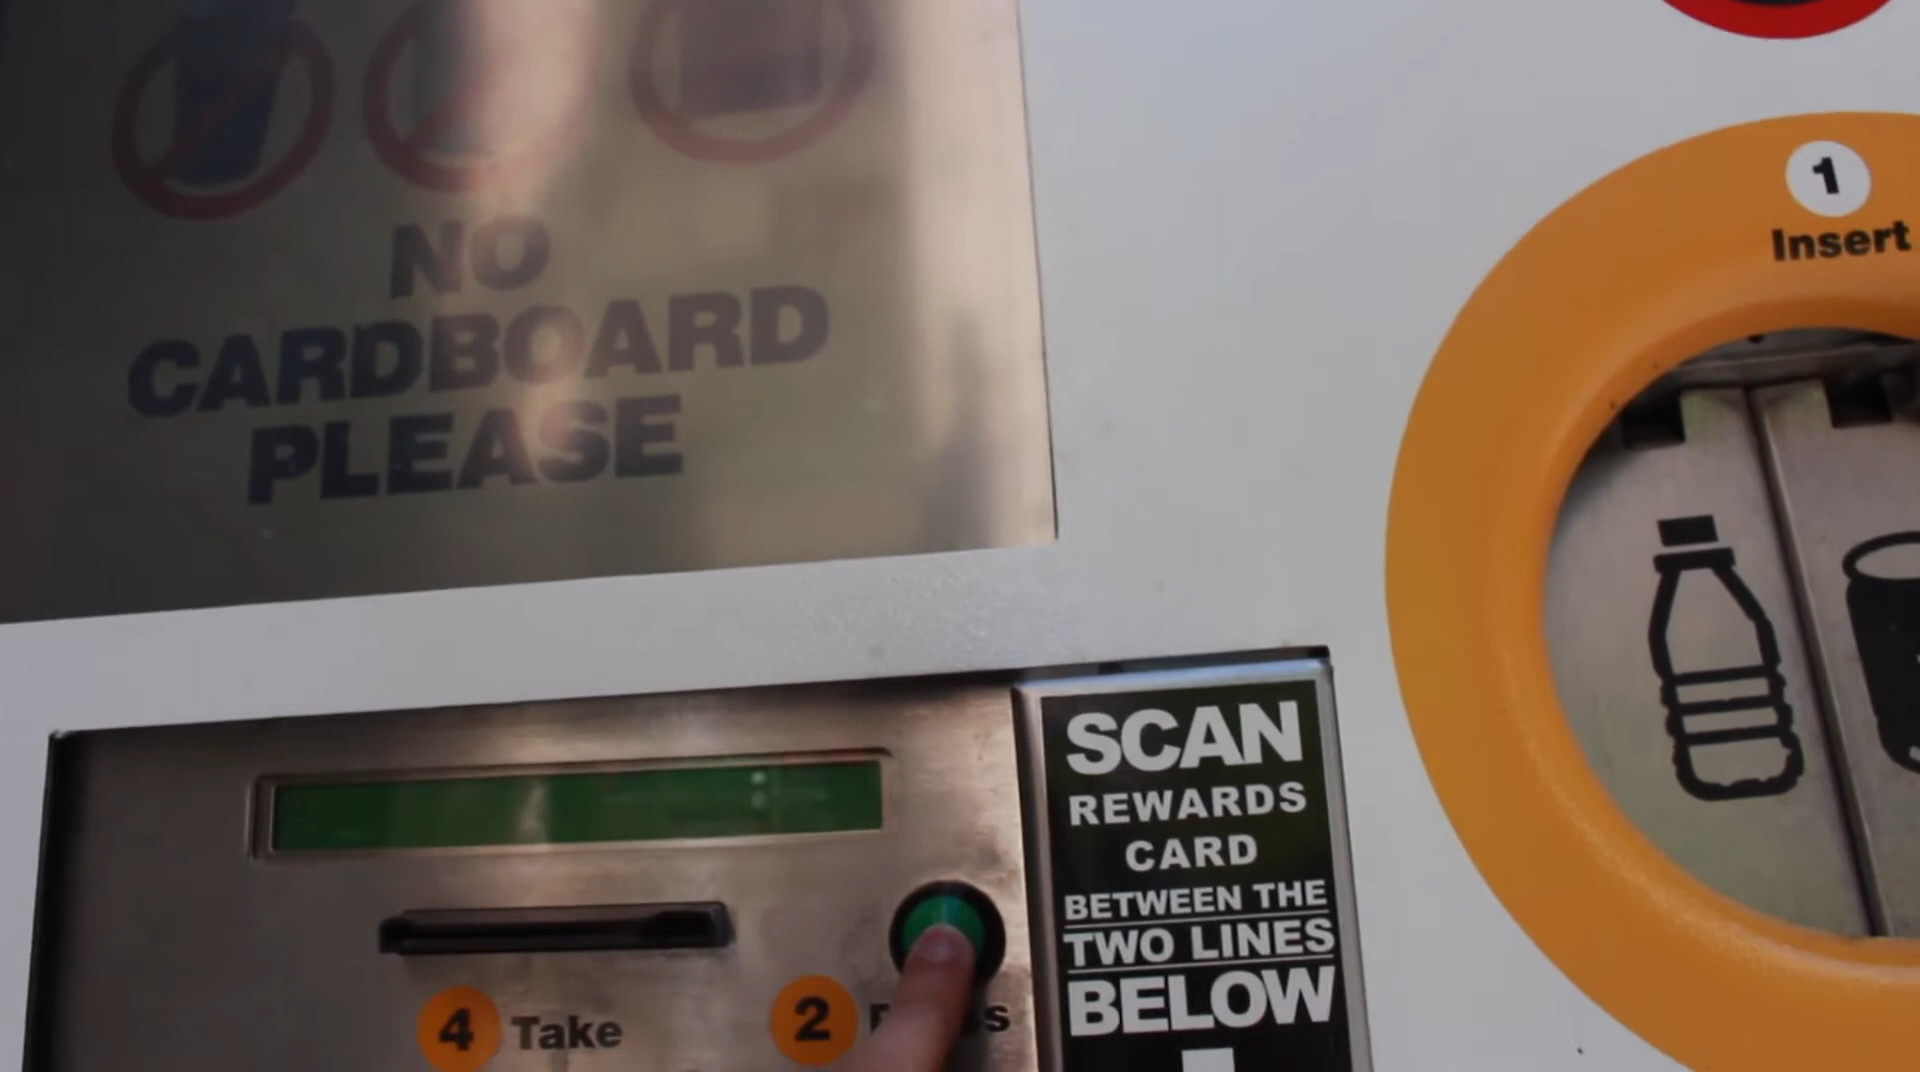 NO
CARDBOARD
PLEASE
1
Insert
SCAN
REWARDS
CARD
BETWEEN THE
TWO LINES
BELOW
4 Take
2